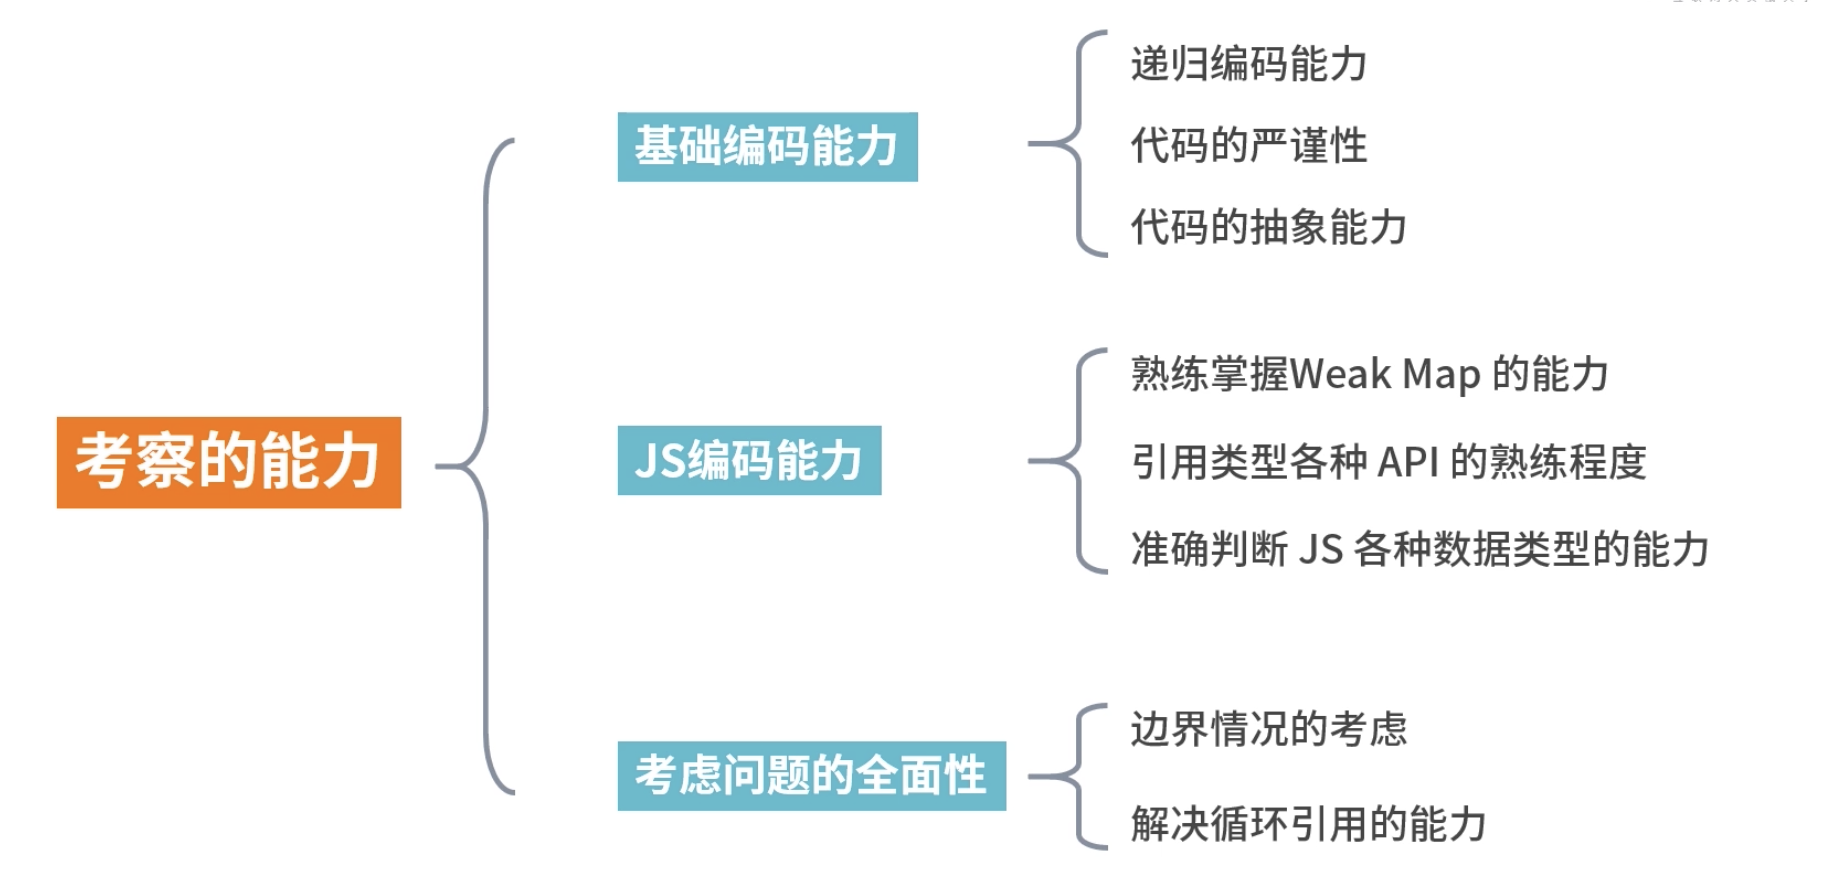 考察的能力
基础编码能力
递归编码能力
代码的严谨性
代码的抽象能力
JS编码能力
熟练掌握Weak Map 的能力
引用类型各种 API 的熟练程度
准确判断 JS 各种数据类型的能力
考虑问题的全面性
边界情况的考虑
解决循环引用的能力